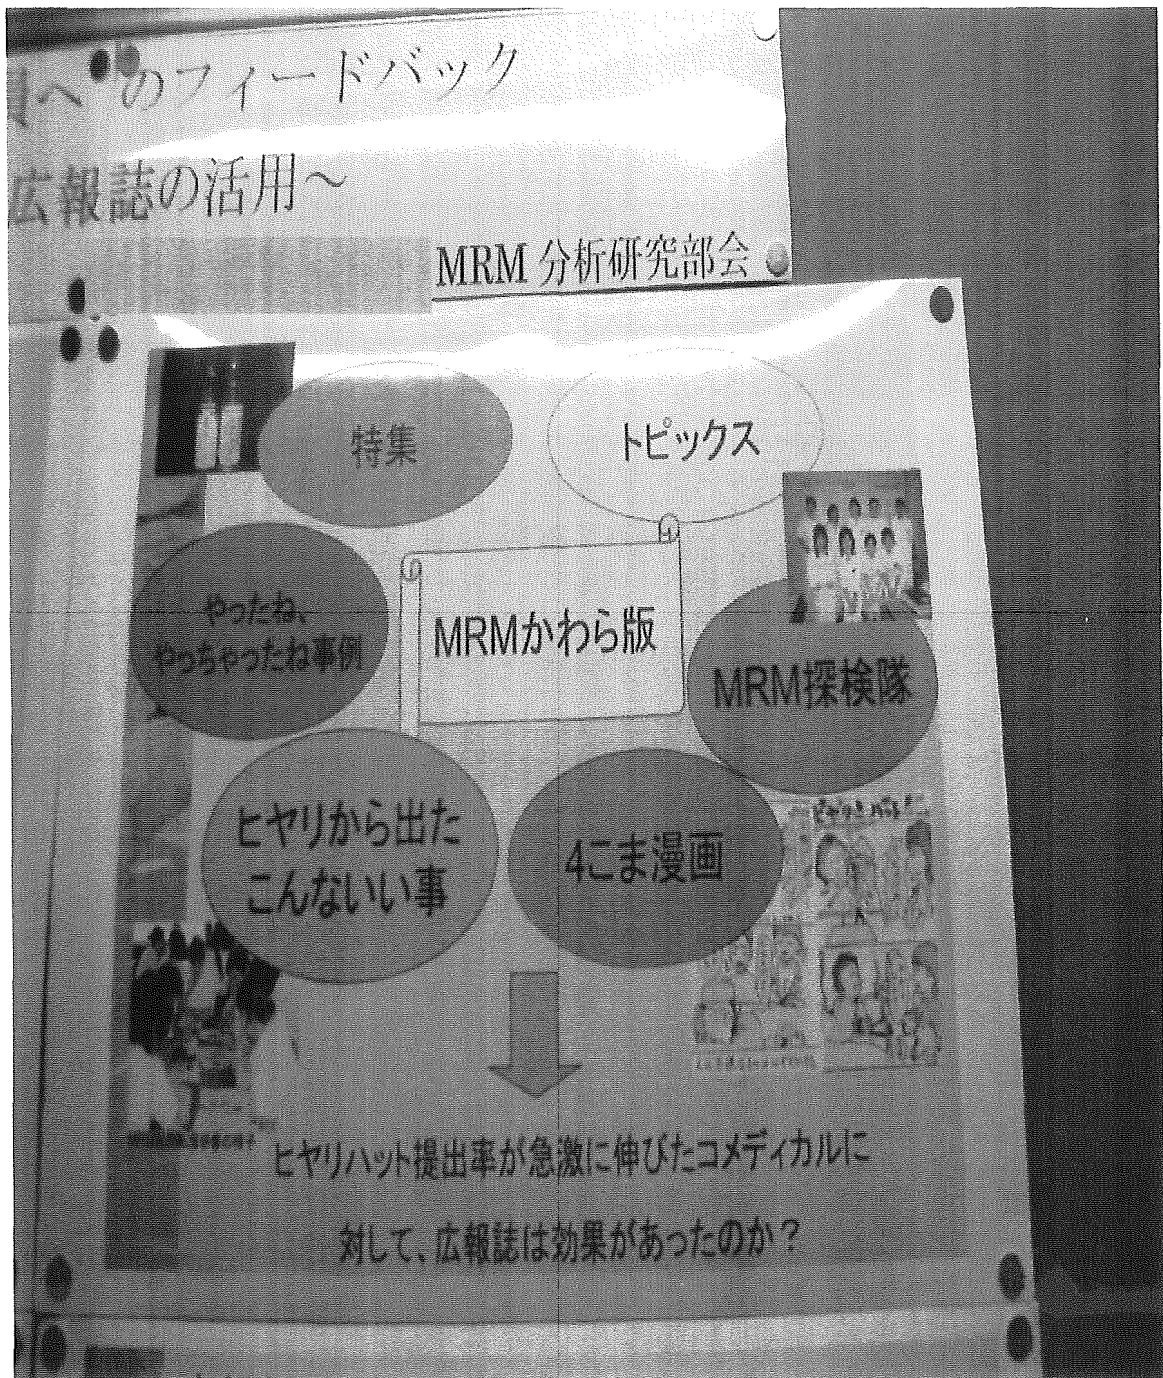 へのフィードバック
広報誌の活用～
MRM 分析研究部会
特集
トピックス
やったね、
やっちゃったね事例
MRMかわら版
MRM探検隊
ヒヤリから出た
こんないい事
4こま漫画
ヒヤリハット提出率が急激に伸びたコメディカルに
対して、広報誌は効果があったのか？